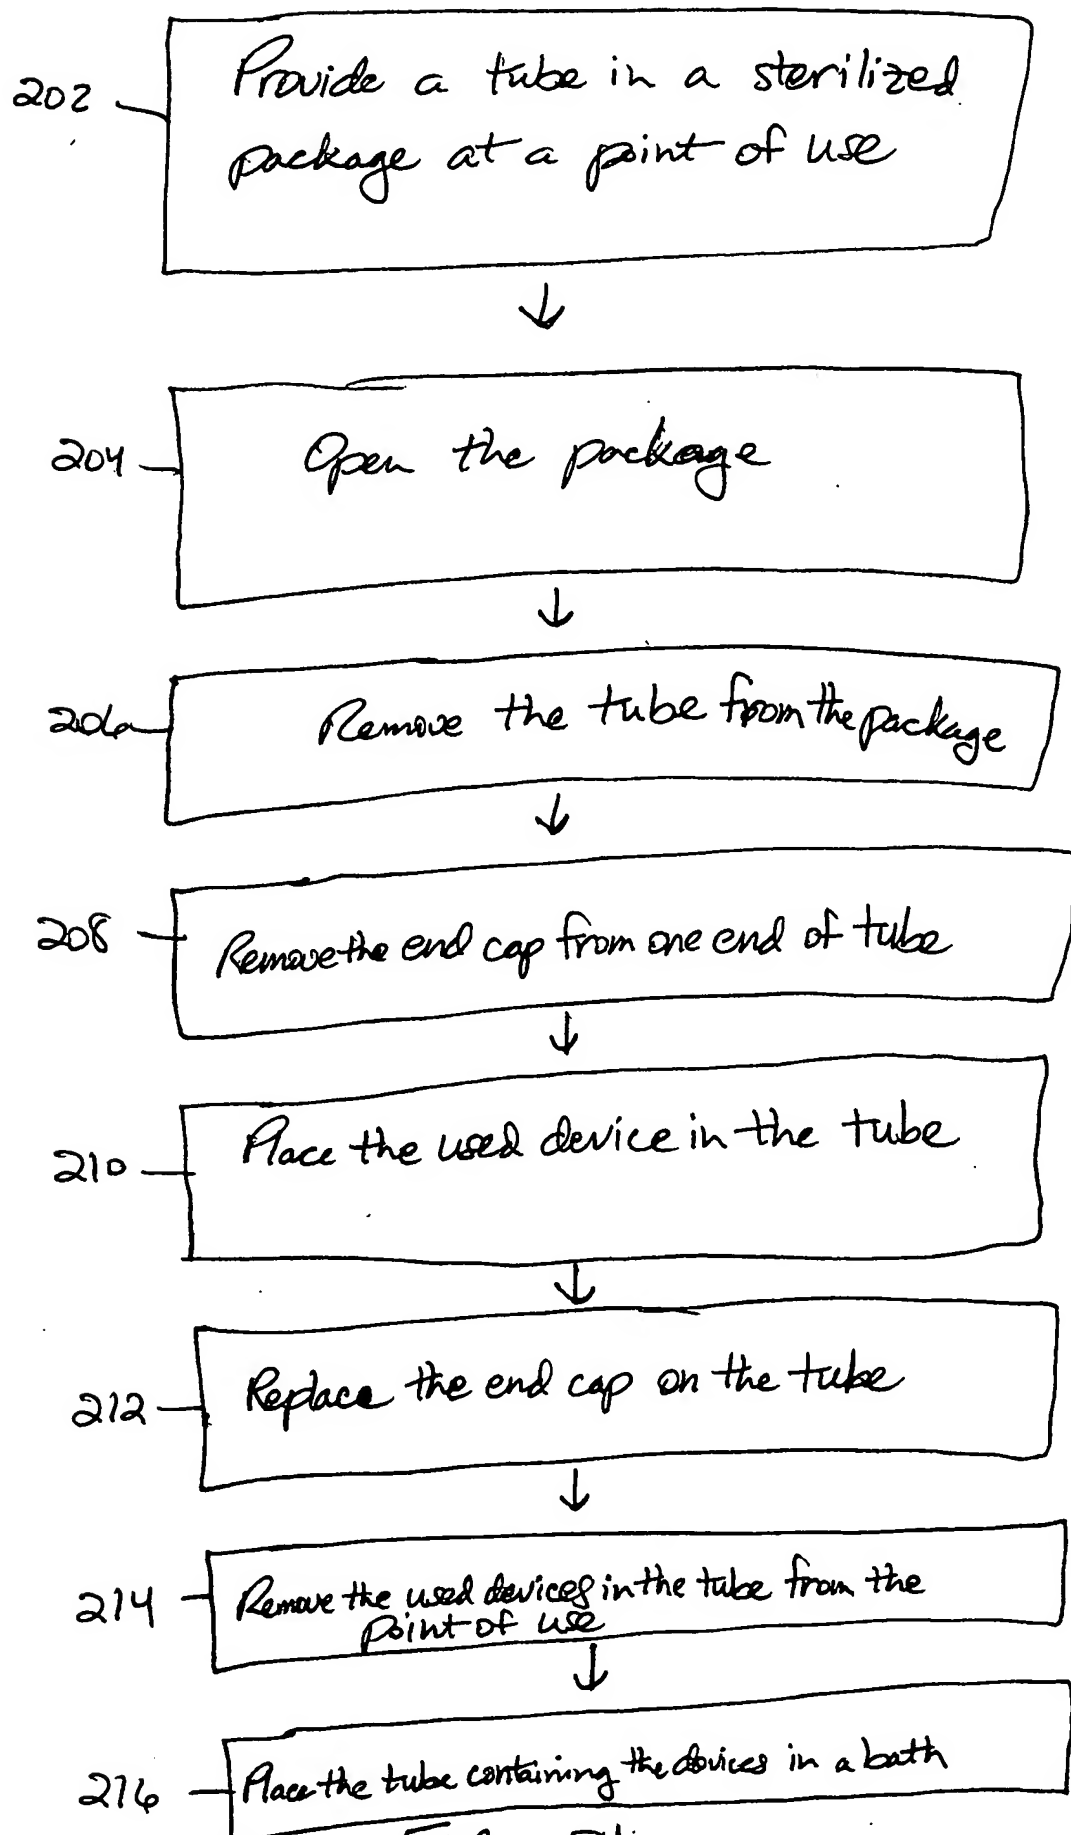 202
Provide a tube in a sterilized
package at a point of use
204
Open the package
206
Remove the tube from the package
208
Remove the end cap from one end of tube
210
Place the used device in the tube
212
Replace the end cap on the tube
214
Remove the used devices in the tube from the
point of use
216
Place the tube containing the devices in a bath